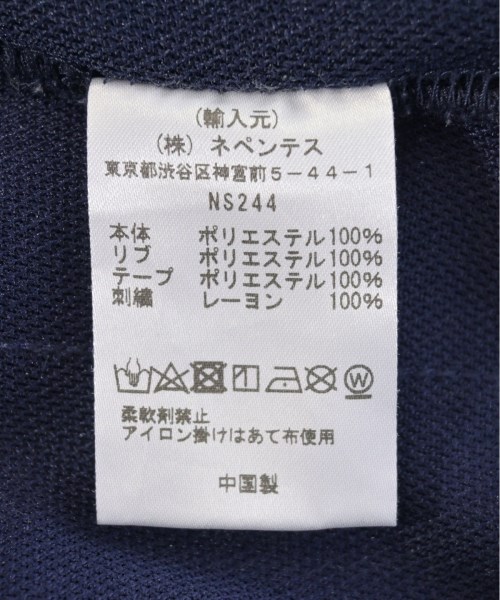 (輸入元)
(株) ネペンテス
東京都渋谷区神宮前5-44-1
NS244
本体 ポリエステル100%
リブ ポリエステル100%
テープ ポリエステル100%
刺繍 レーヨン 100%
W
柔軟剤禁止
アイロン掛けはあて布使用
中国製